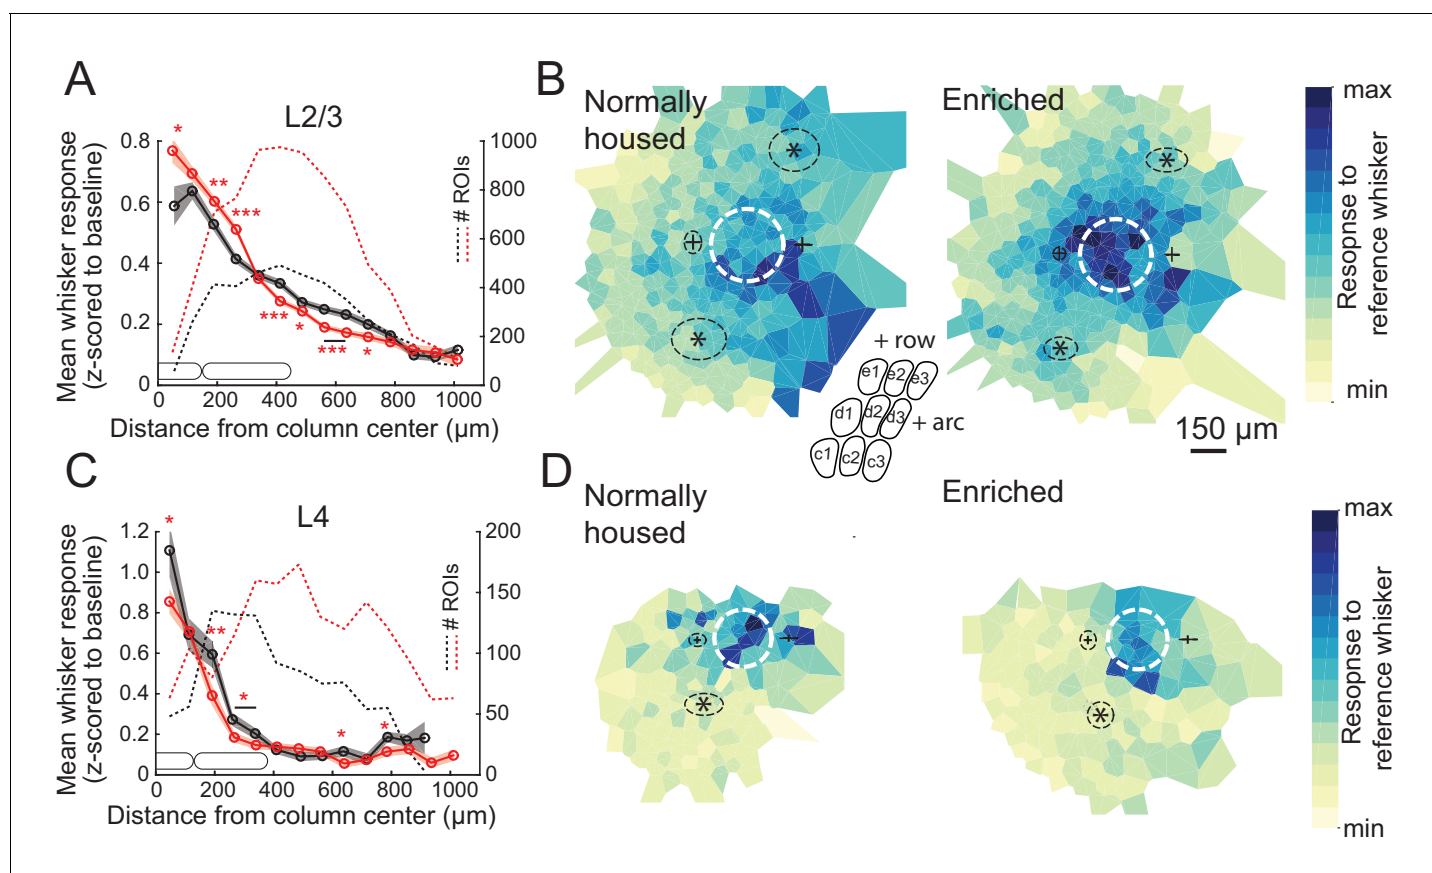 A
L2/3
Mean whisker response
(z-scored to baseline)
0.8
0.6
0.4
0.2
0
1000
800
600
400
200
0
# ROIs
*
**
***
***
*
***
*
0 200 400 600 800 1000
Distance from column center (µm)
B
Normally
housed
Enriched
*
+
+
*
*
+
+
*
+ row
e1 e2 e3
d1 d2 d3 + arc
c1 c2 c3
150 µm
max
Resopnse to
reference whisker
min
C
L4
Mean whisker response
(z-scored to baseline)
1.2
1.0
0.8
0.6
0.4
0.2
0
200
150
100
50
0
# ROIs
*
**
*
*
*
0 200 400 600 800 1000
Distance from column center (µm)
D
Normally
housed
Enriched
+
+
*
+
+
*
max
Resopnse to
reference whisker
min